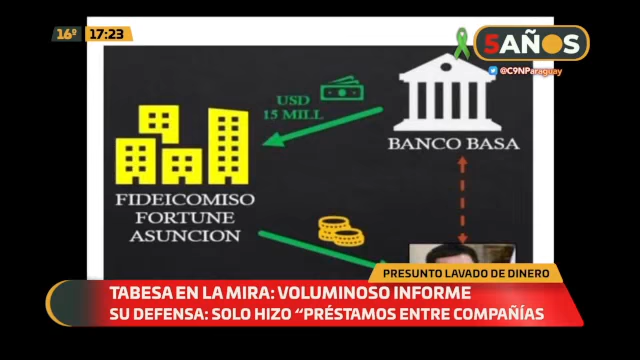 16º
17:23
5AÑOS
@C9NParaguay
USD
15 MILL
BANCO BASA
FIDEICOMISO
FORTUNE
ASUNCION
PRESUNTO LAVADO DE DINERO
TABESA EN LA MIRA: VOLUMINOSO INFORME
SU DEFENSA: SOLO HIZO “PRÉSTAMOS ENTRE COMPAÑÍAS